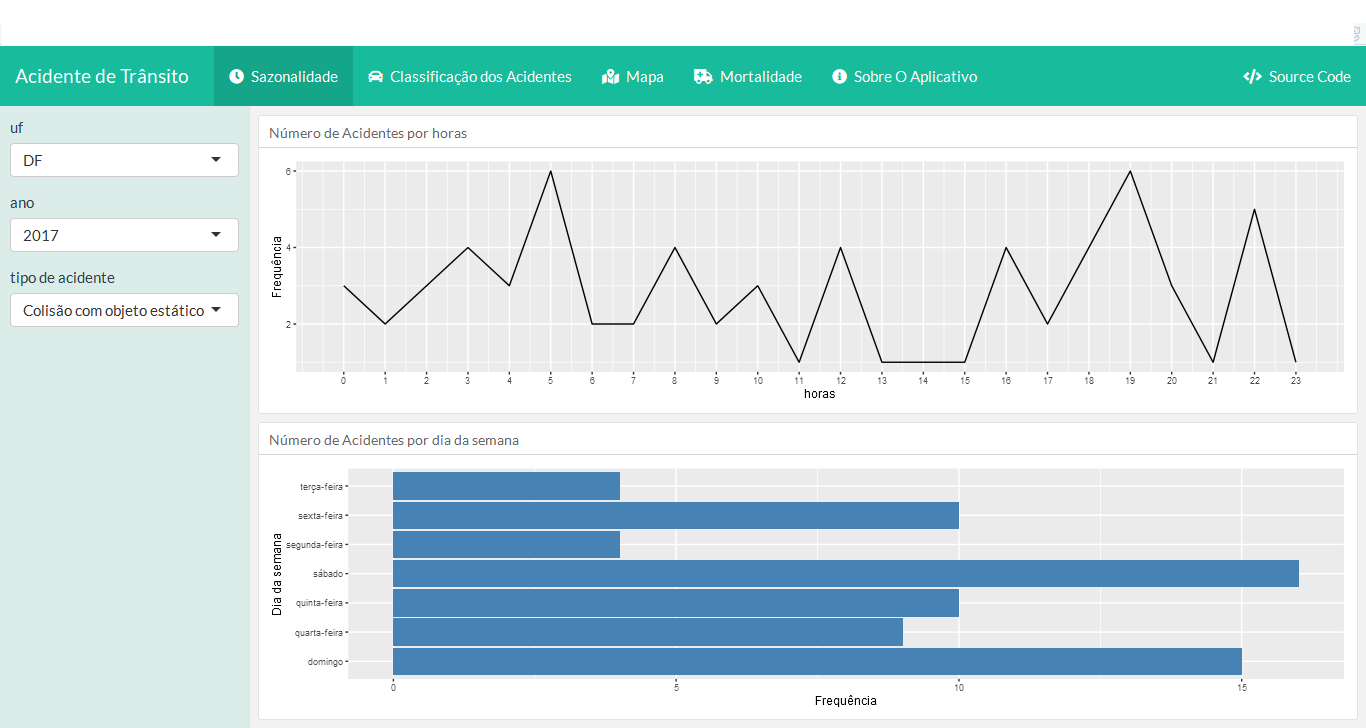 Acidente de Trânsito Sazonalidade Classificação dos Acidentes Mapa Mortalidade Sobre O Aplicativo Source Code
uf
DF
ano
2017
tipo de acidente
Colisão com objeto estático
Número de Acidentes por horas
Frequência
6
4
2
0 1 2 3 4 5 6 7 8 9 10 11 12 13 14 15 16 17 18 19 20 21 22 23
horas
Número de Acidentes por dia da semana
Dia da semana
terça-feira
sexta-feira
segunda-feira
sábado
quinta-feira
quarta-feira
domingo
0 5 10 15
Frequência